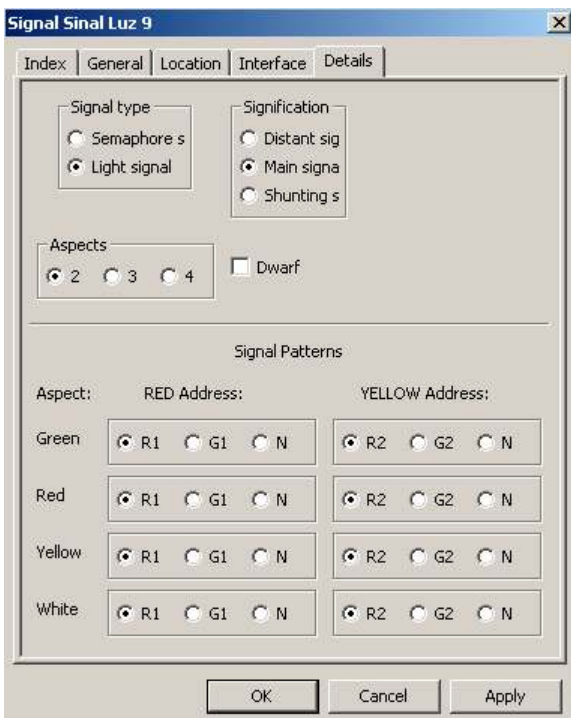 Signal Sinal Luz 9
Index General Location Interface Details
Signal type Signification
Semaphore s Distant sig
Light signal Main signa
Shunting s
Aspects
2 3 4 Dwarf
Signal Patterns
Aspect: RED Address: YELLOW Address:
Green R1 G1 N R2 G2 N
Red R1 G1 N R2 G2 N
Yellow R1 G1 N R2 G2 N
White R1 G1 N R2 G2 N
OK Cancel Apply